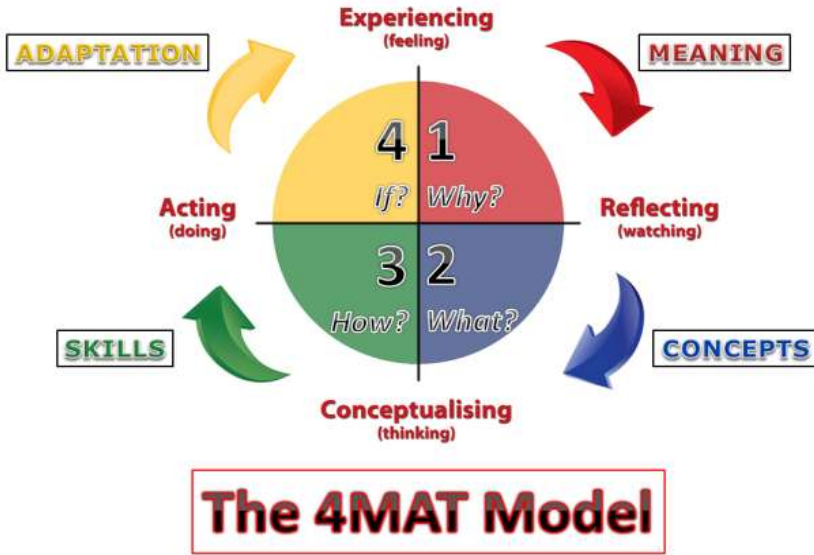 Experiencing
(feeling)
ADAPTATION
MEANING
4 1
If? Why?
Acting
(doing)
Reflecting
(watching)
3 2
How? What?
SKILLS
CONCEPTS
Conceptualising
(thinking)
The 4MAT Model